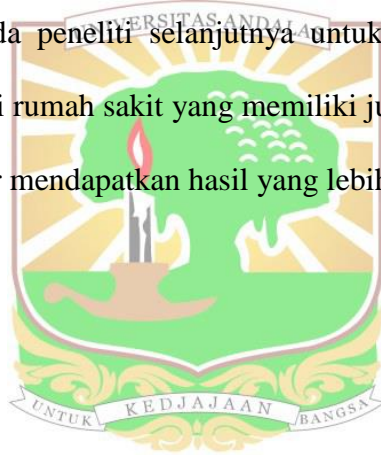 UNIVERSITAS ANDALAS
da peneliti selanjutnya untuk
i rumah sakit yang memiliki ju
r mendapatkan hasil yang lebih
UNTUK KEDJAJAAN BANGSA